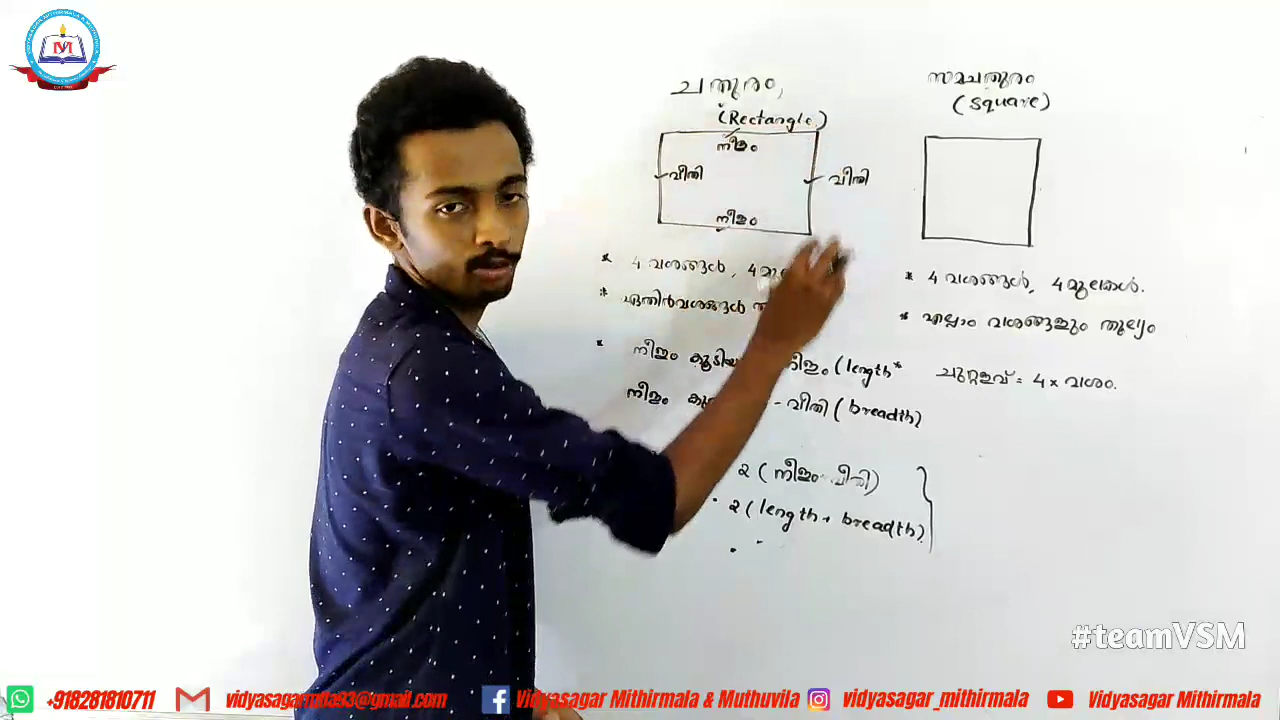 ചതുരം,
(Rectangle)
നീളം
വീതി
വീതി
നീളം
* 4 വശങ്ങൾ, 4 മൂ
* എതിർവശങ്ങൾ
* നീളം കൂടിയ നീളം (length
നീളം - വീതി (breadth)
2 (നീളം വീതി)
2 (length + breadth)
സമചതുരം
(square)
* 4 വശങ്ങൾ, 4 മൂലകൾ.
* എല്ലാം വശങ്ങളും തുല്യം
* ചുറ്റളവ് = 4 x വശം.
#teamVSM
+918281810711
vidyasagarmita93@gmail.com
Vidyasagar Mithirmala & Muthuvila
vidyasagar_mithirmala
Vidyasagar Mithirmala